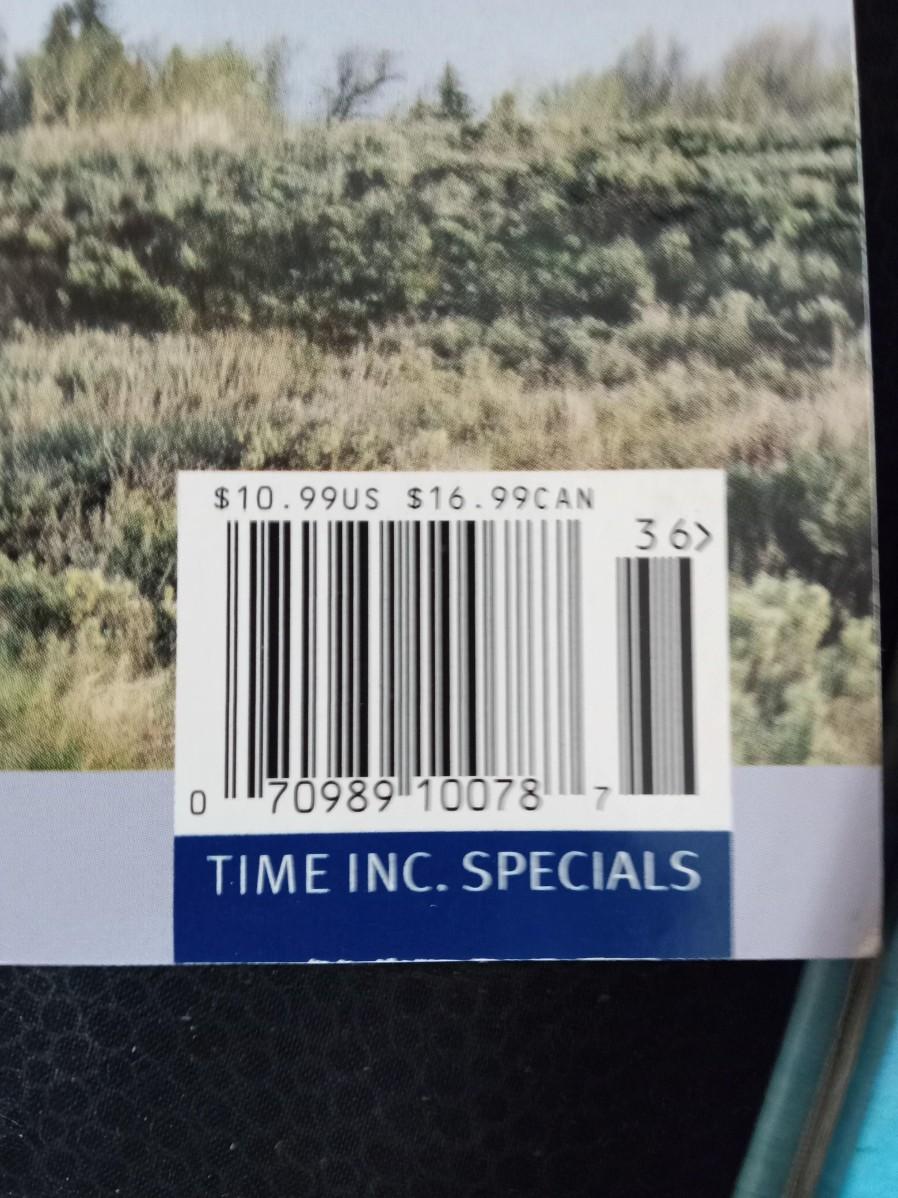 $10.99US $16.99CAN
36>
0 70989 10078 7
TIME INC. SPECIALS